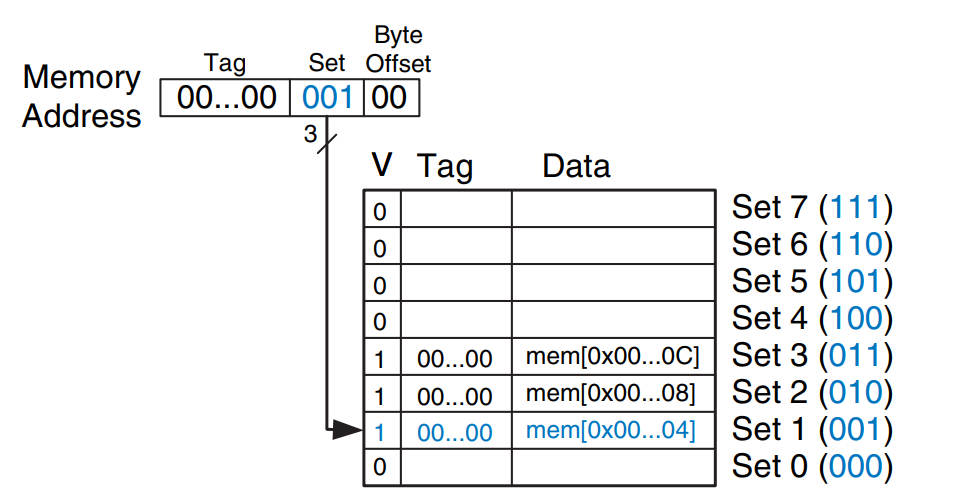 Byte
Tag Set Offset
Memory Address 00...00 001 00
3
V Tag Data
0 Set 7 (111)
0 Set 6 (110)
0 Set 5 (101)
0 Set 4 (100)
1 00...00 mem[0x00...0C] Set 3 (011)
1 00...00 mem[0x00...08] Set 2 (010)
1 00...00 mem[0x00...04] Set 1 (001)
0 Set 0 (000)